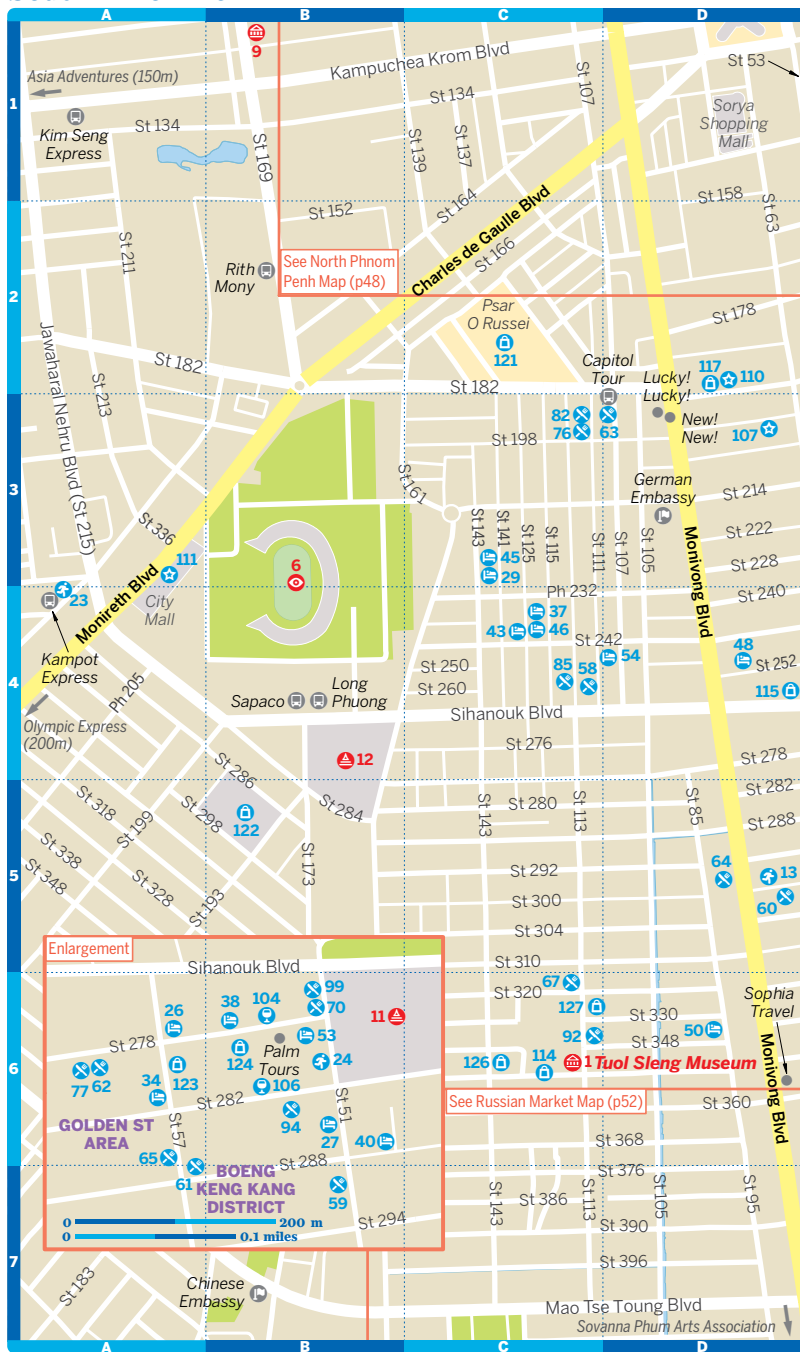 A
B
C
D
9
Kampuchea Krom Blvd
St 53
Asia Adventures (150m)
St 134
St 107
1
Sorya
Shopping
Mall
Kim Seng
Express
St 134
St 169
St 139
St 137
St 164
St 158
St 63
St 152
Charles de Gaulle Blvd
St 166
St 211
See North Phnom
Penh Map (p48)
Rith
Mony
2
Psar
O Russei
121
St 178
Jawaharal Nehru Blvd (St 215)
St 182
Capitol
Tour
Lucky!
Lucky!
117
110
St 182
St 213
82
76
63
New!
New!
107
St 198
3
St 161
German
Embassy
St 214
St 336
St 143
St 141
St 125
St 115
St 111
St 107
St 105
St 222
Monivong Blvd
45
29
St 228
111
6
Monireth Blvd
City
Mall
23
Ph 232
St 240
37
43
46
Kampot
Express
St 242
48
54
St 252
St 250
85
58
115
4
Ph 205
Sapaco
Long
Phuong
St 260
Sihanouk Blvd
Olympic Express
(200m)
12
St 276
St 278
St 286
St 282
St 318
St 298
122
St 284
St 143
St 280
St 113
St 85
St 288
St 199
St 338
St 348
St 328
St 193
St 173
5
St 292
64
13
St 300
60
St 304
Enlargement
St 310
Sihanouk Blvd
99
67
St 320
Sophia
Travel
26
38
104
70
11
127
St 330
50
St 278
53
92
St 348
Palm
Tours
124
24
126
114
1 Tuol Sleng Museum
6
77
62
123
34
106
St 282
St 51
See Russian Market Map (p52)
St 360
Monivong Blvd
GOLDEN ST
AREA
St 57
94
27
40
St 368
65
61
St 288
St 376
BOENG
KENG KANG
DISTRICT
59
St 143
St 386
St 113
St 105
St 95
0
200 m
0
0.1 miles
St 294
St 390
St 396
7
St 183
Chinese
Embassy
Mao Tse Toung Blvd
Sovanna Phum Arts Association
A
B
C
D